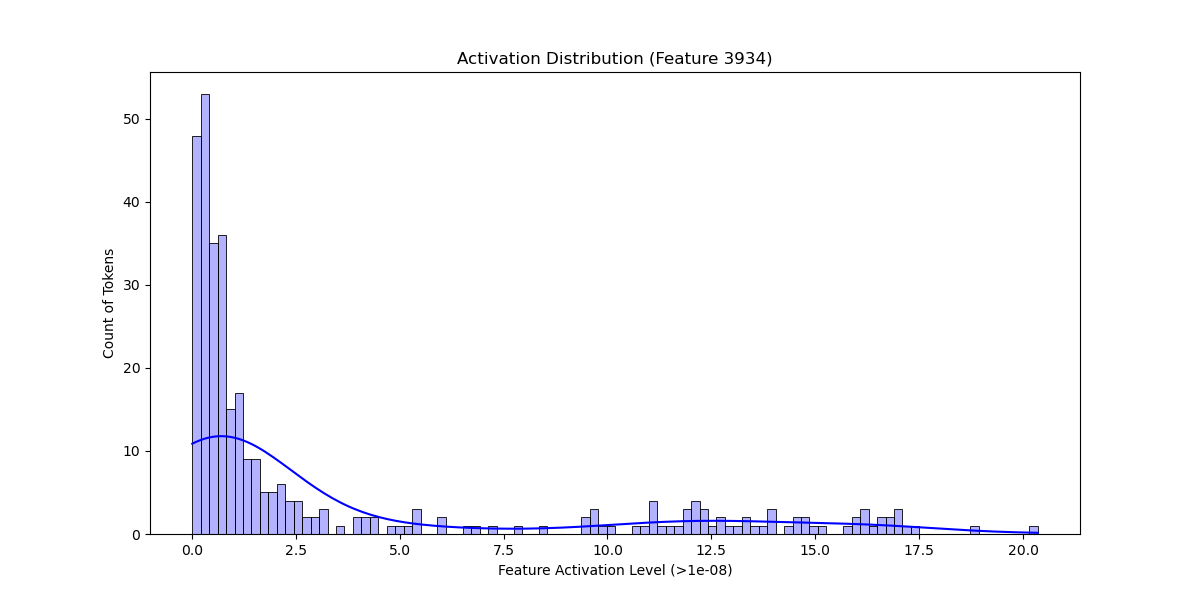 Activation Distribution (Feature 3934)
50
40
30
20
10
0
Count of Tokens
0.0 2.5 5.0 7.5 10.0 12.5 15.0 17.5 20.0
Feature Activation Level (>1e-08)